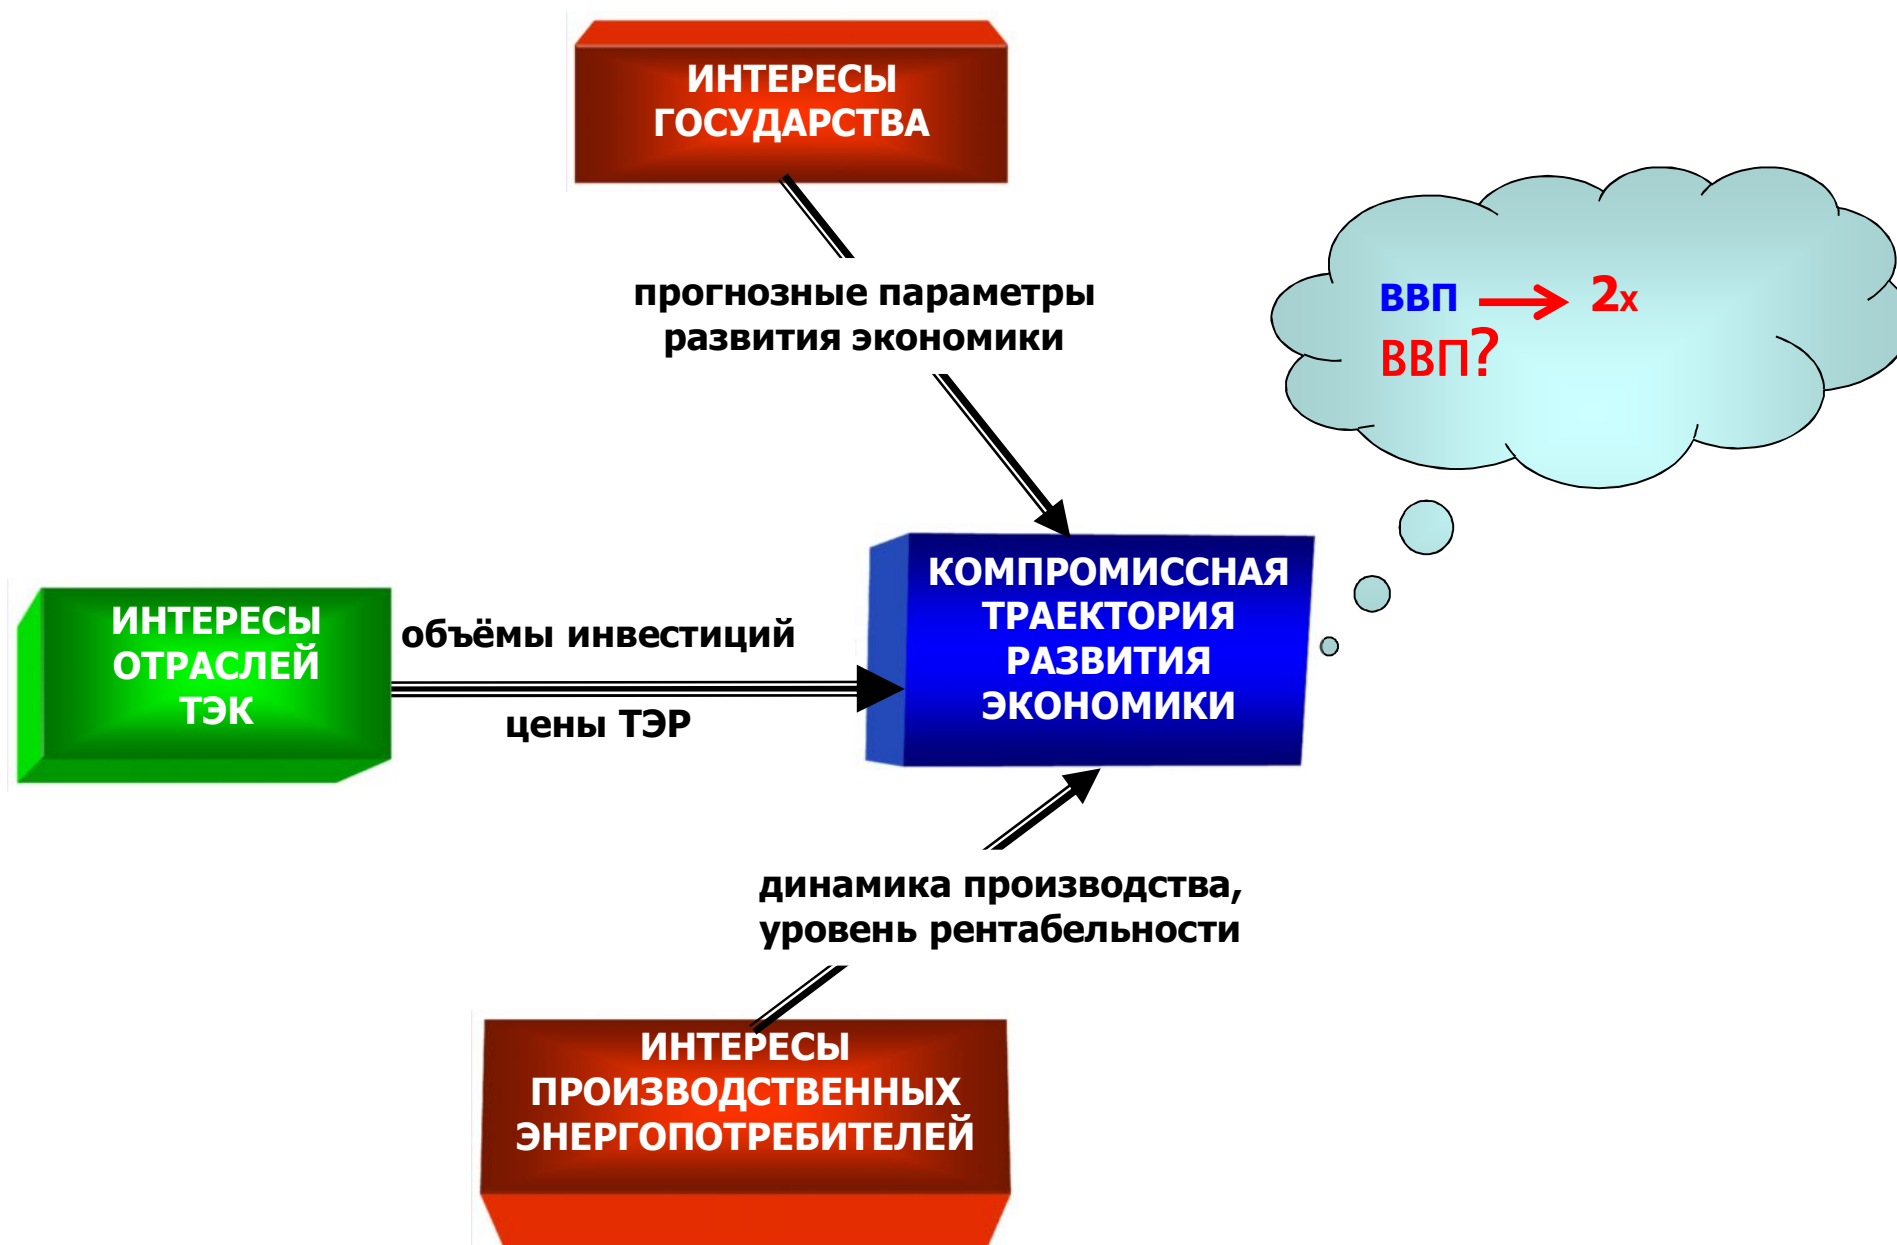 ИНТЕРЕСЫ
ГОСУДАРСТВА
прогнозные параметры
развития экономики
ВВП 2х
ВВП?
ИНТЕРЕСЫ
ОТРАСЛЕЙ
ТЭК
объёмы инвестиций
цены ТЭР
КОМПРОМИССНАЯ
ТРАЕКТОРИЯ
РАЗВИТИЯ
ЭКОНОМИКИ
динамика производства,
уровень рентабельности
ИНТЕРЕСЫ
ПРОИЗВОДСТВЕННЫХ
ЭНЕРГОПОТРЕБИТЕЛЕЙ